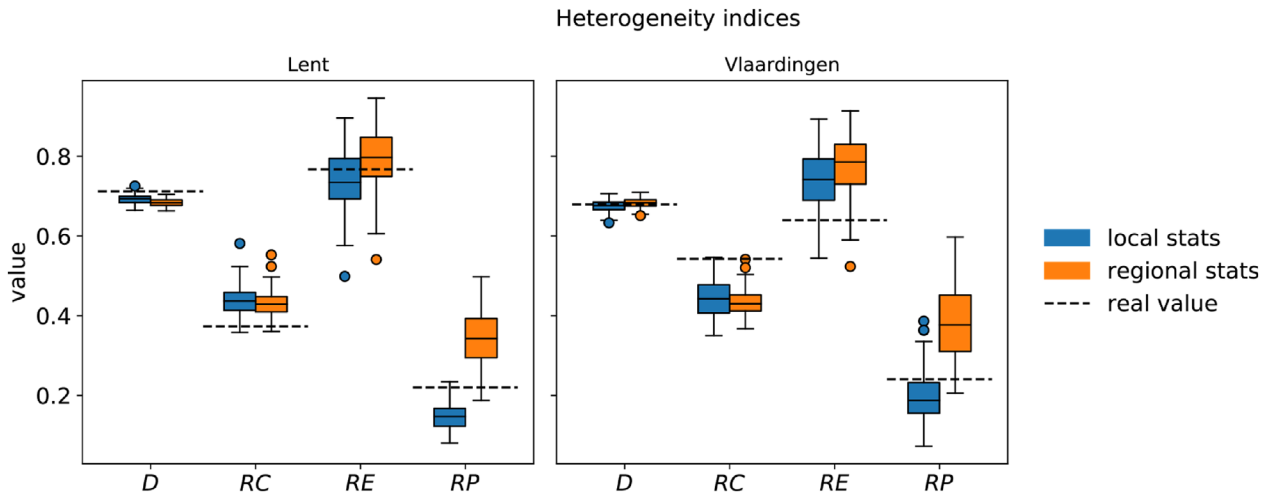 Heterogeneity indices
Lent
Vlaardingen
value
0.8
0.6
0.4
0.2
D RC RE RP
D RC RE RP
local stats
regional stats
real value